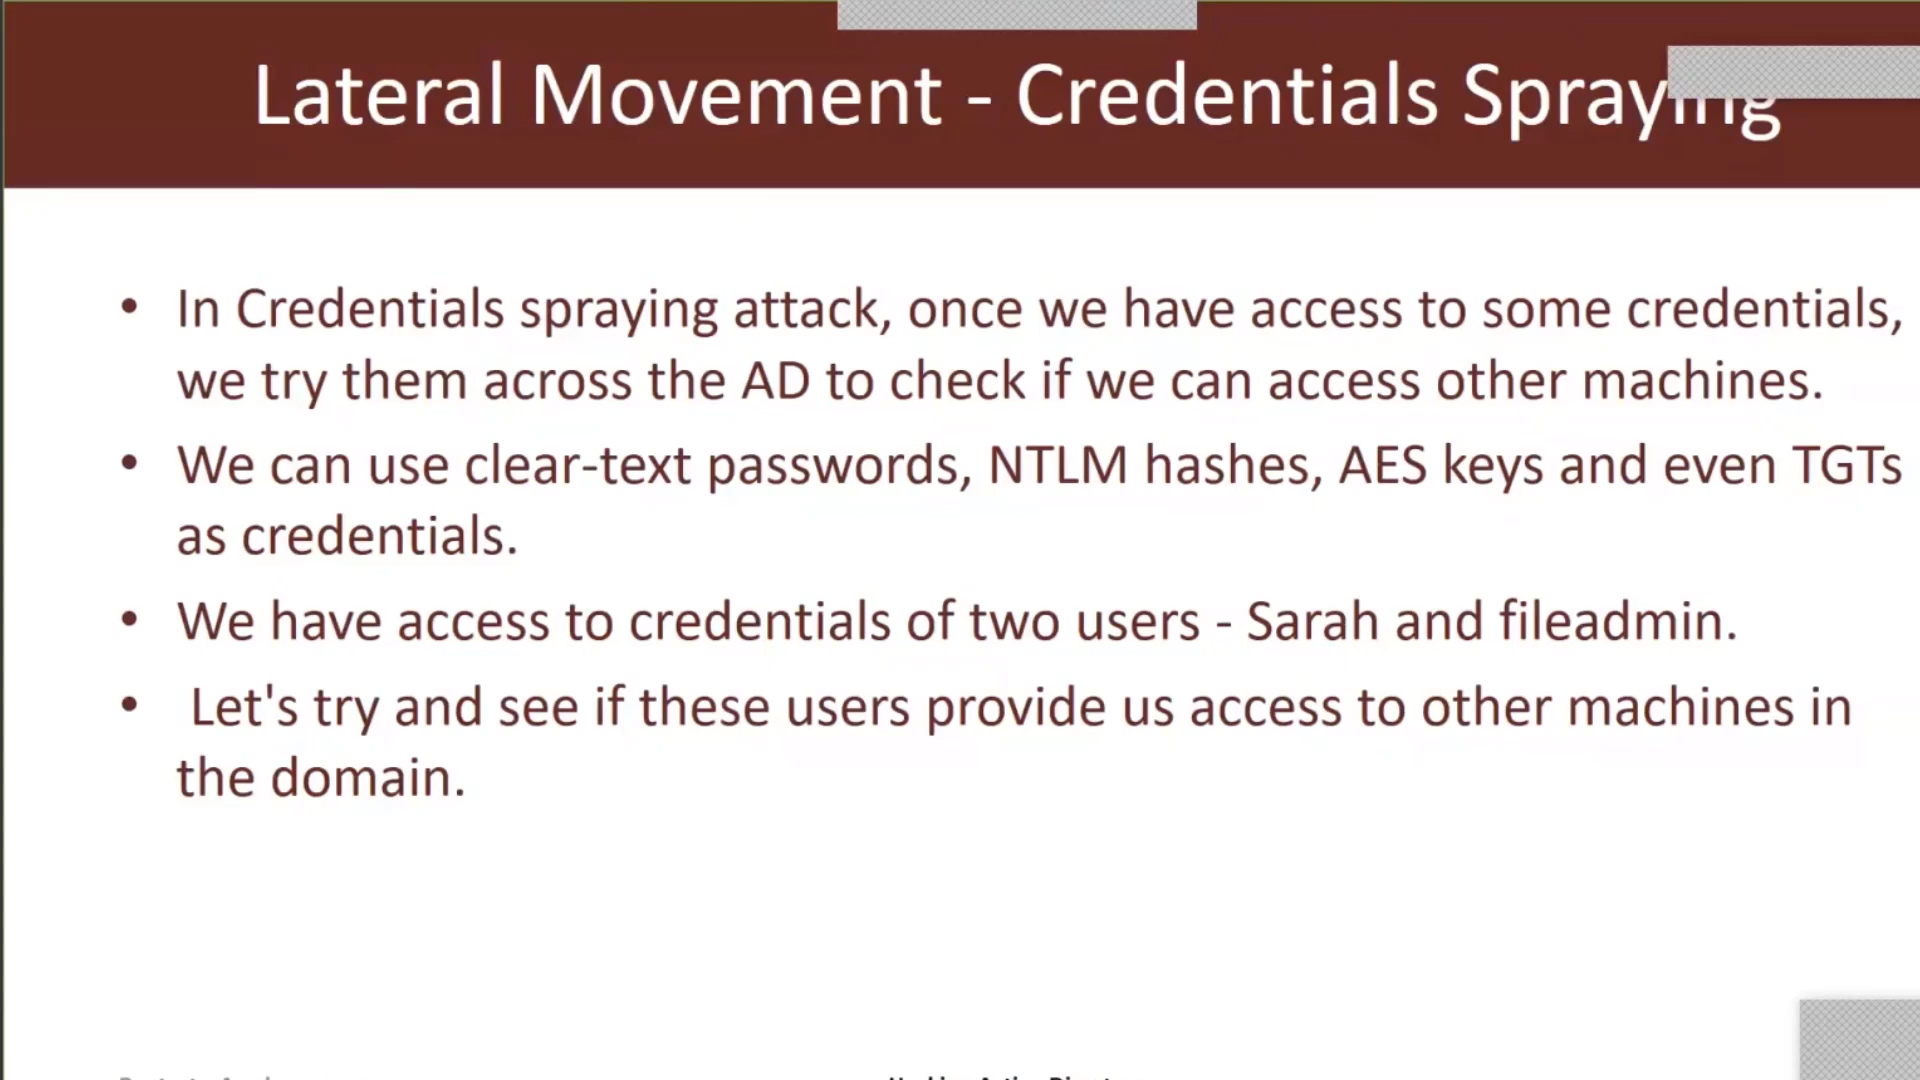 Lateral Movement - Credentials Spraying
• In Credentials spraying attack, once we have access to some credentials,
we try them across the AD to check if we can access other machines.
• We can use clear-text passwords, NTLM hashes, AES keys and even TGTs
as credentials.
• We have access to credentials of two users - Sarah and fileadmin.
• Let's try and see if these users provide us access to other machines in
the domain.